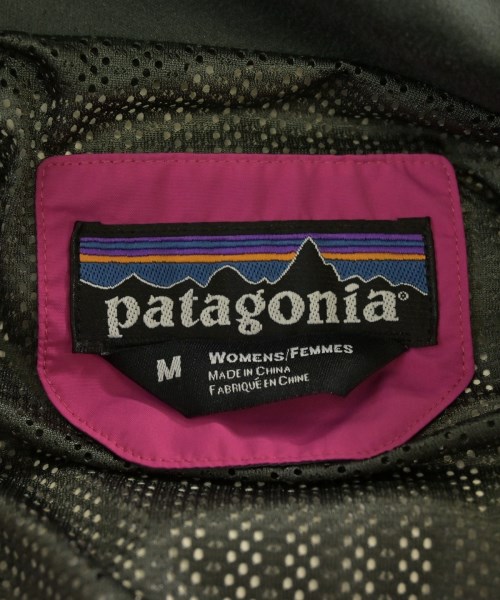 patagonia®
M
WOMENS/FEMMES
MADE IN CHINA
FABRIQUÉ EN CHINE